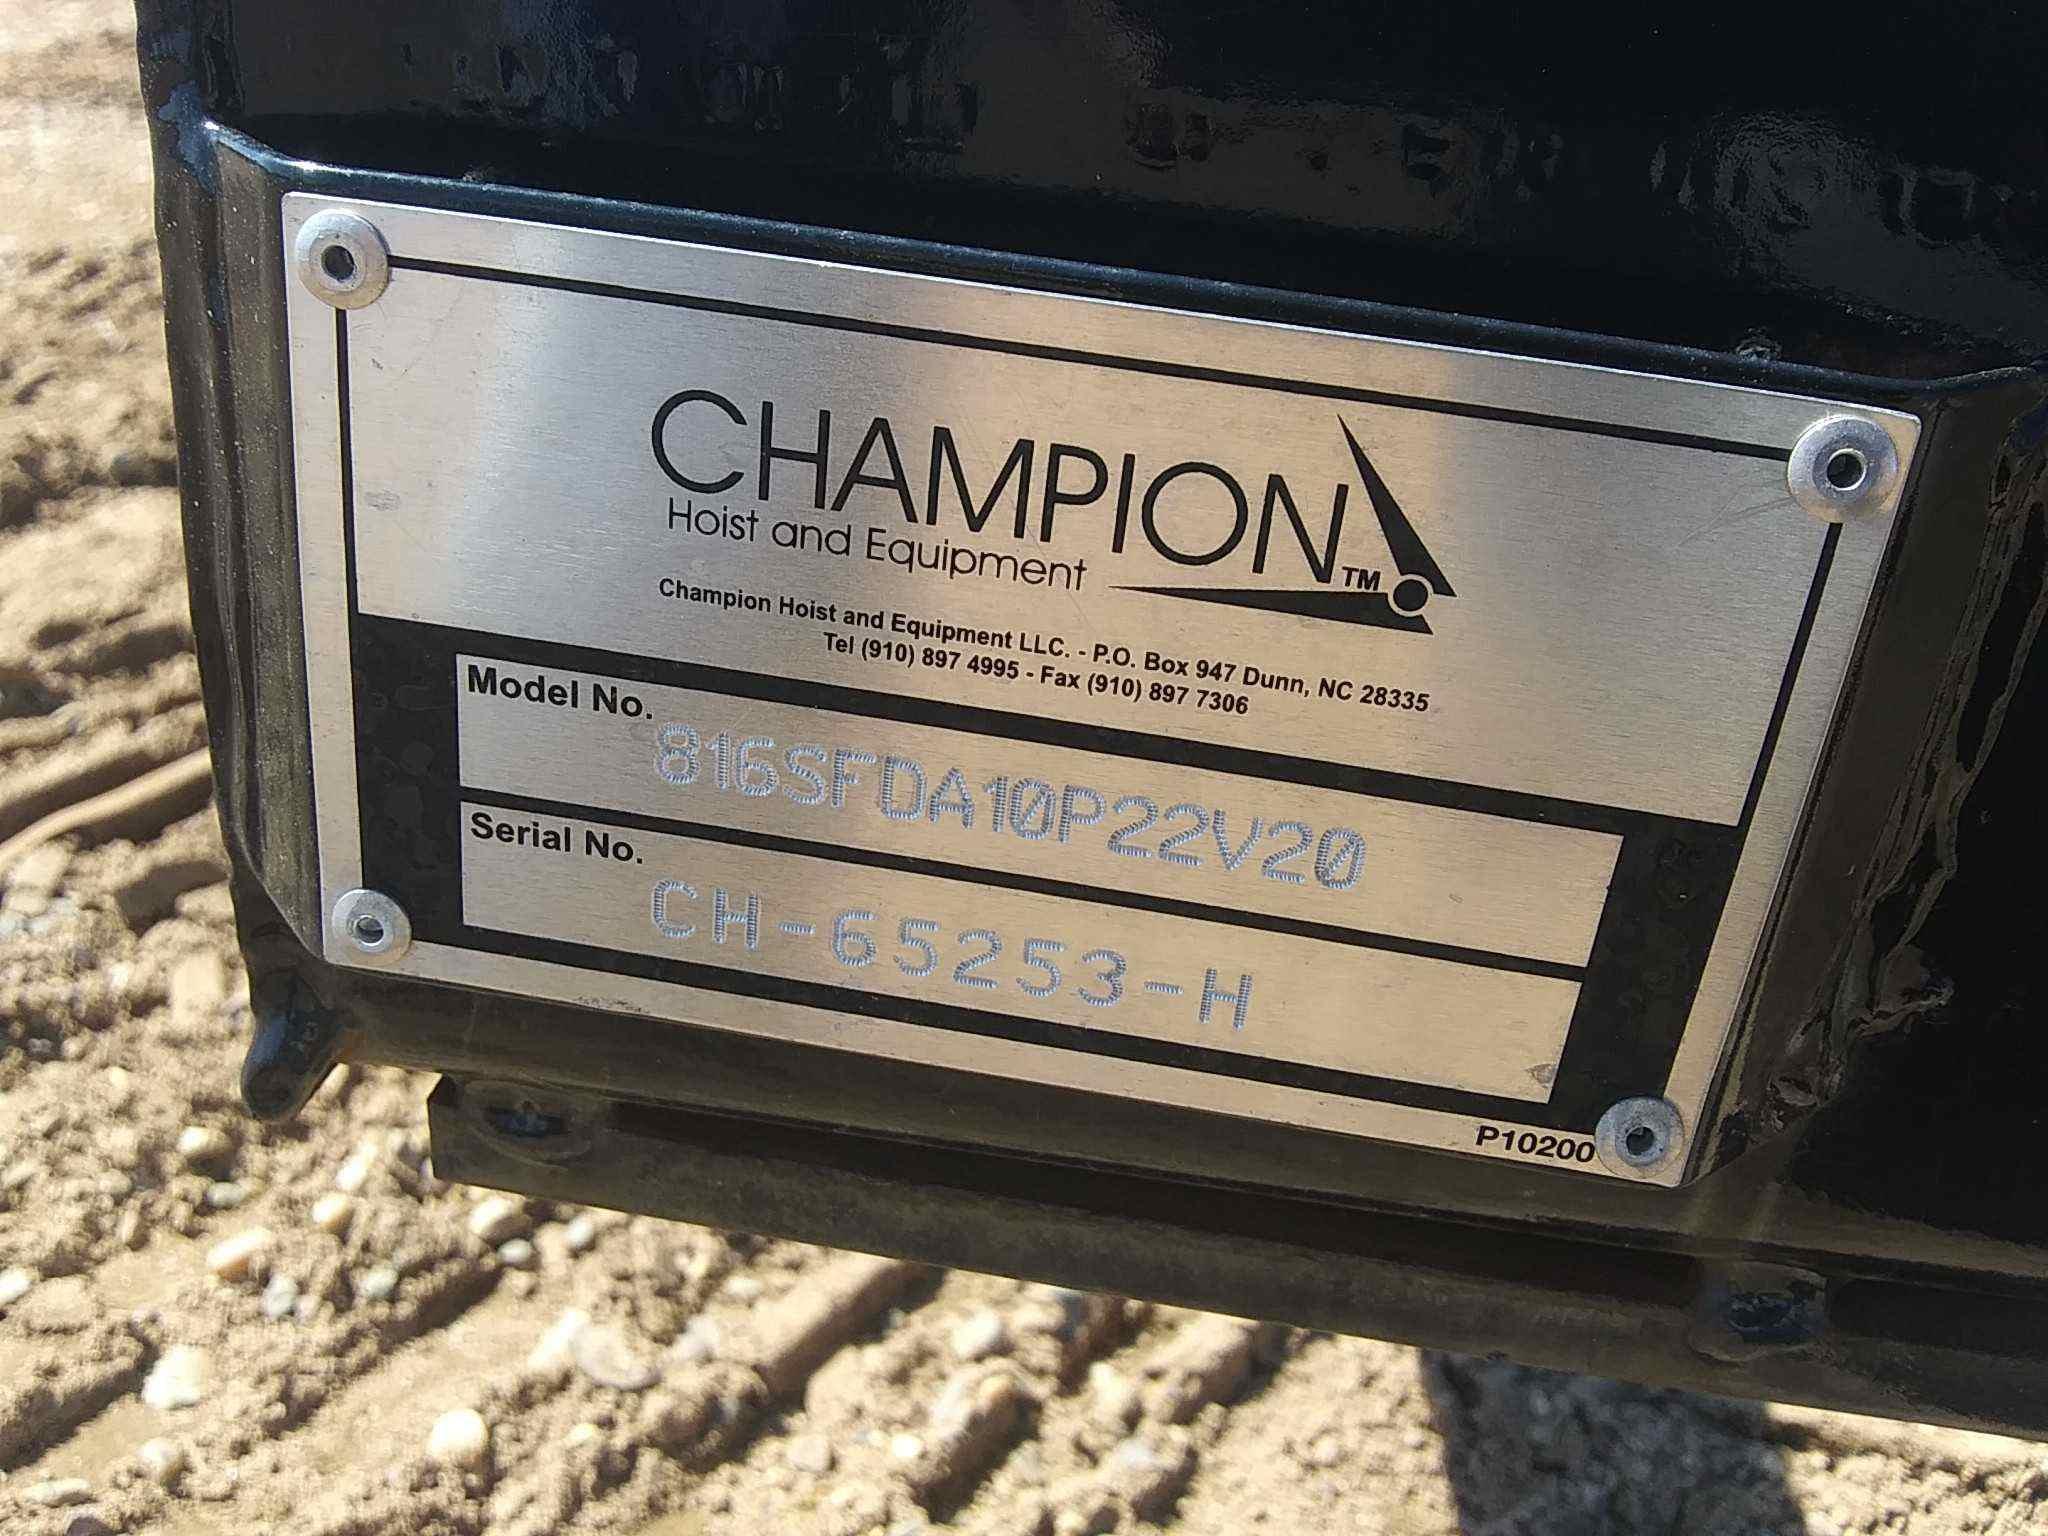 CHAMPION TM
Hoist and Equipment
Champion Hoist and Equipment LLC. - P.O. Box 947 Dunn, NC 28335
Tel (910) 897 4995 - Fax (910) 897 7306
Model No.
816SFDA10P22V20
Serial No.
CH-65253-H
P10200